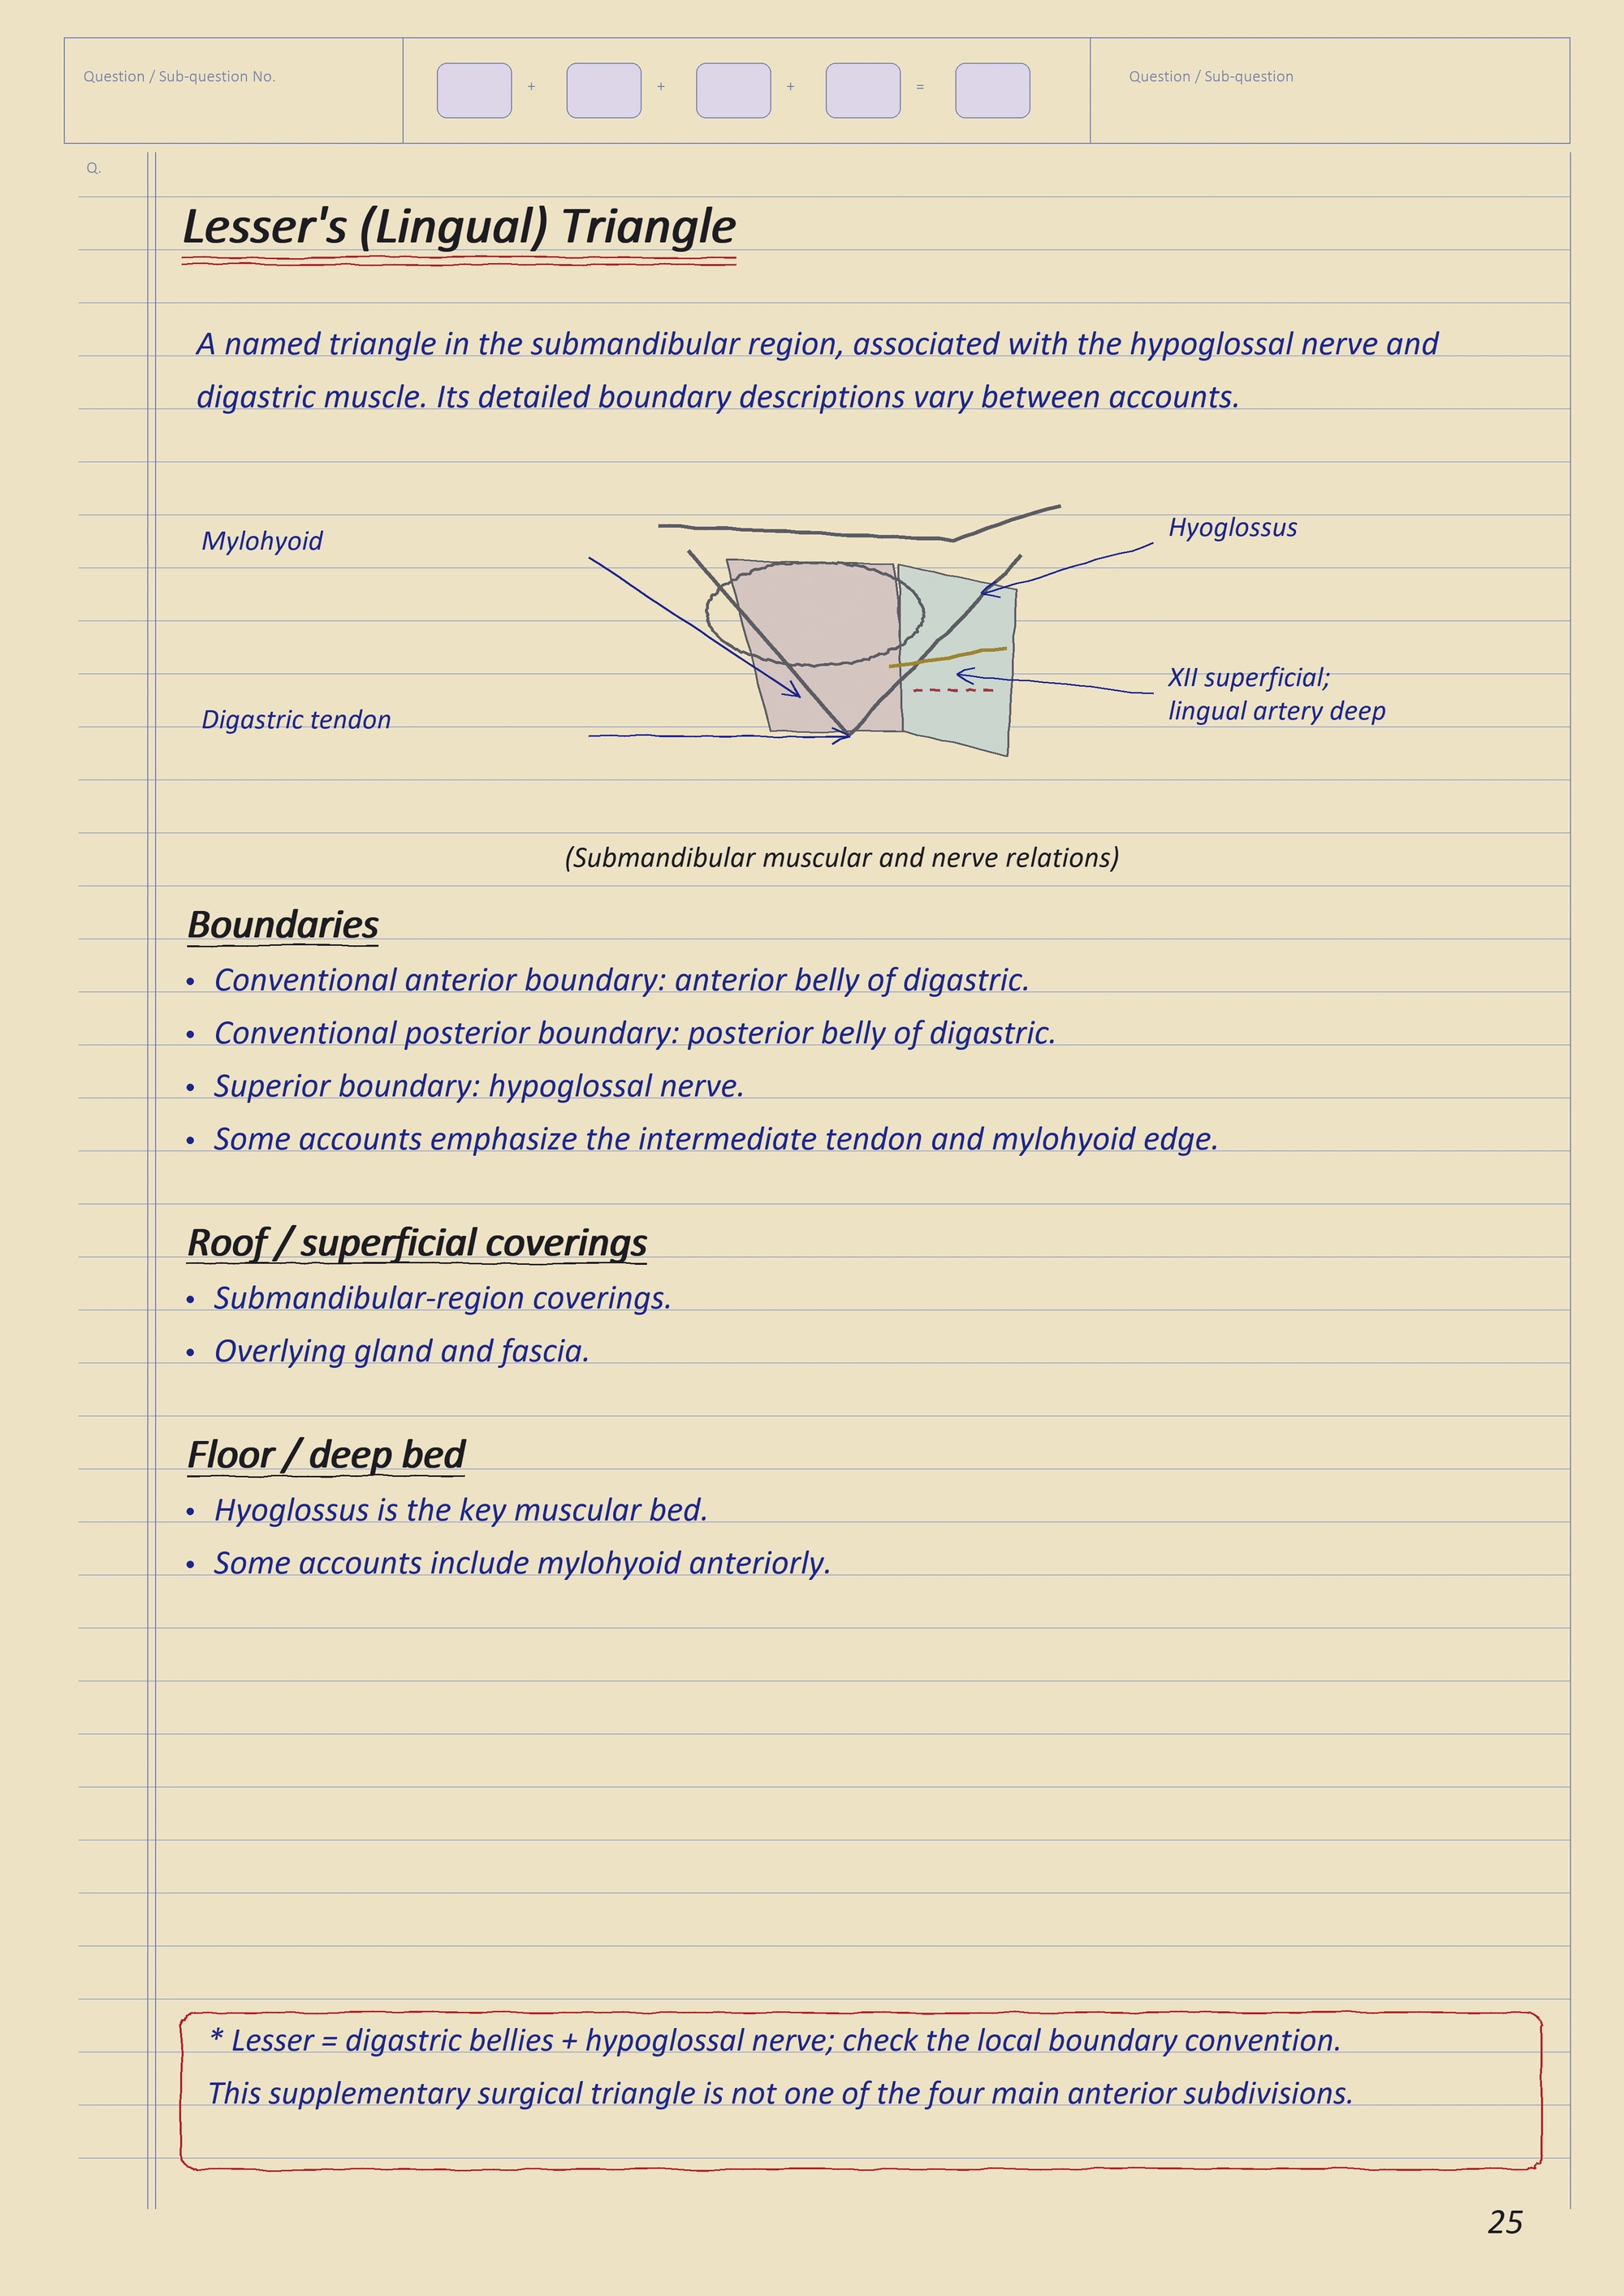 Question / Sub-question No.
+ + + =
Question / Sub-question
Q.
Lesser's (Lingual) Triangle
A named triangle in the submandibular region, associated with the hypoglossal nerve and
digastric muscle. Its detailed boundary descriptions vary between accounts.
Mylohyoid
Hyoglossus
XII superficial;
lingual artery deep
Digastric tendon
(Submandibular muscular and nerve relations)
Boundaries
• Conventional anterior boundary: anterior belly of digastric.
• Conventional posterior boundary: posterior belly of digastric.
• Superior boundary: hypoglossal nerve.
• Some accounts emphasize the intermediate tendon and mylohyoid edge.
Roof / superficial coverings
• Submandibular-region coverings.
• Overlying gland and fascia.
Floor / deep bed
• Hyoglossus is the key muscular bed.
• Some accounts include mylohyoid anteriorly.
* Lesser = digastric bellies + hypoglossal nerve; check the local boundary convention.
This supplementary surgical triangle is not one of the four main anterior subdivisions.
25